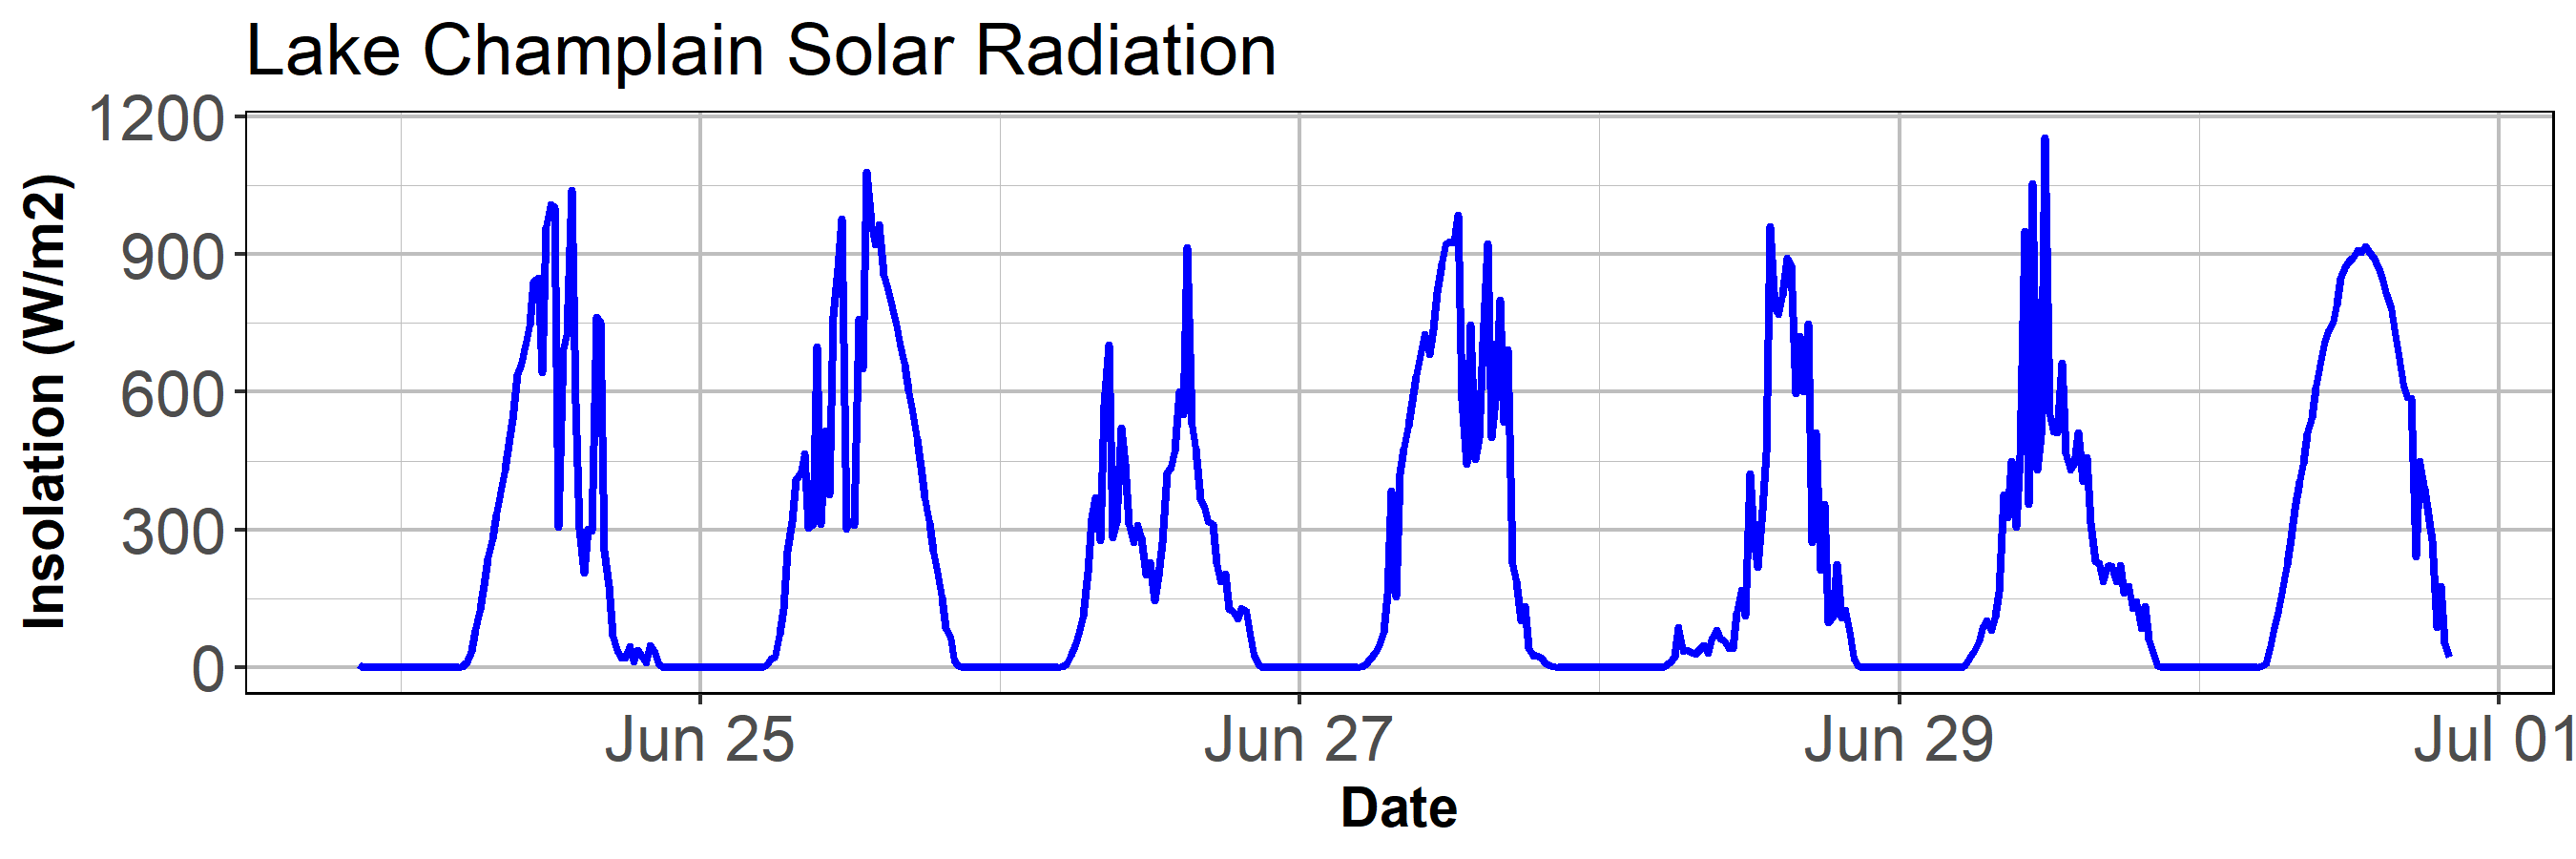 Lake Champlain Solar Radiation
1200
900
600
300
0
Insolation (W/m2)
Jun 25
Jun 27
Jun 29
Jul 01
Date